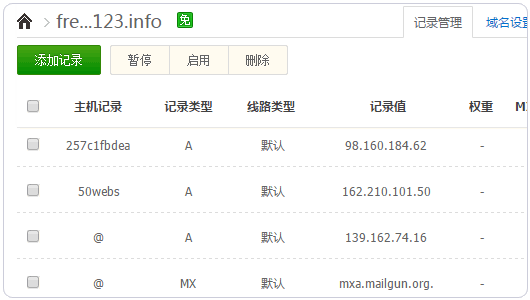 fre...123.info 免 记录管理 域名设
添加记录 暂停 启用 删除
主机记录 记录类型 线路类型 记录值 权重
257c1fbdea A 默认 98.160.184.62 -
50webs A 默认 162.210.101.50 -
@ A 默认 139.162.74.16 -
@ MX 默认 mxa.mailgun.org. -